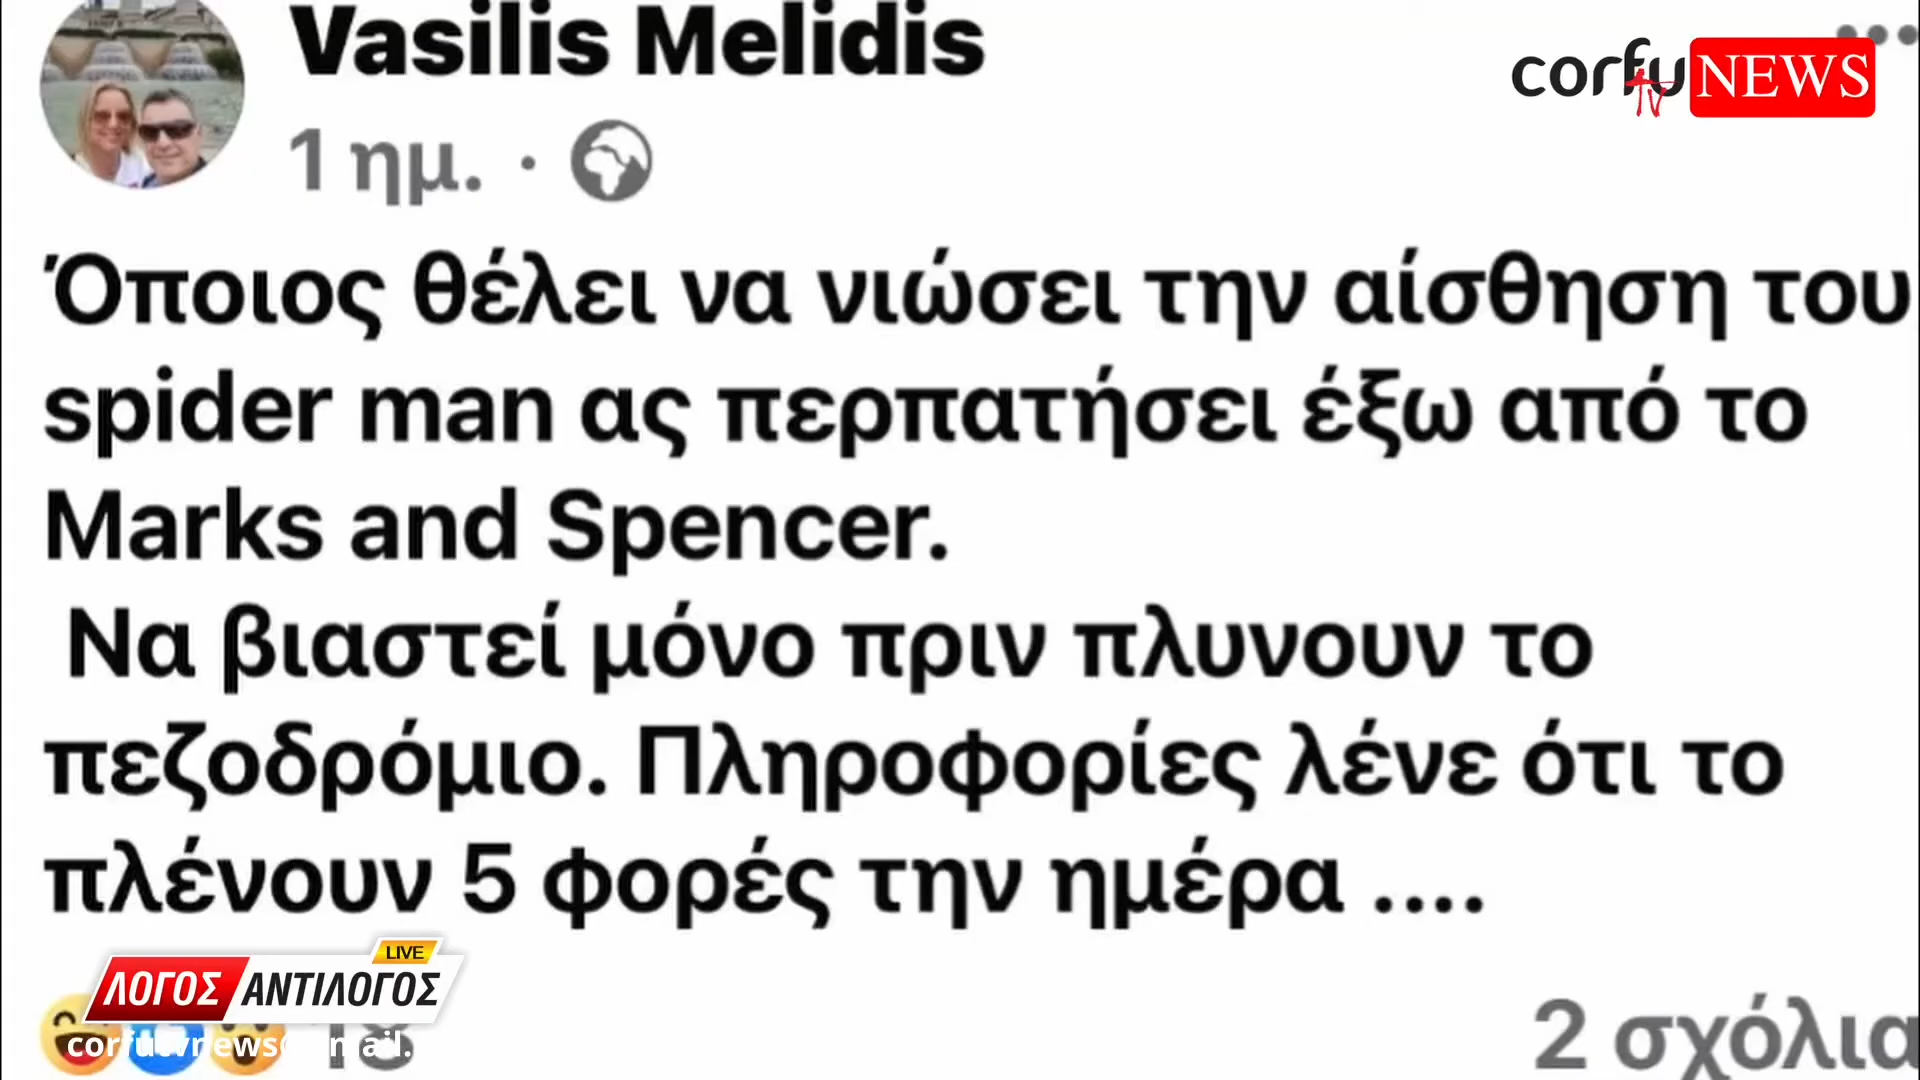 Vasilis Melidis
corfu TV NEWS
1 ημ. ·
Όποιος θέλει να νιώσει την αίσθηση του
spider man ας περπατήσει έξω από το
Marks and Spencer.
Να βιαστεί μόνο πριν πλυνουν το
πεζοδρόμιο. Πληροφορίες λένε ότι το
πλένουν 5 φορές την ημέρα ....
LIVE
ΛΟΓΟΣ ΑΝΤΙΛΟΓΟΣ
18
2 σχόλια